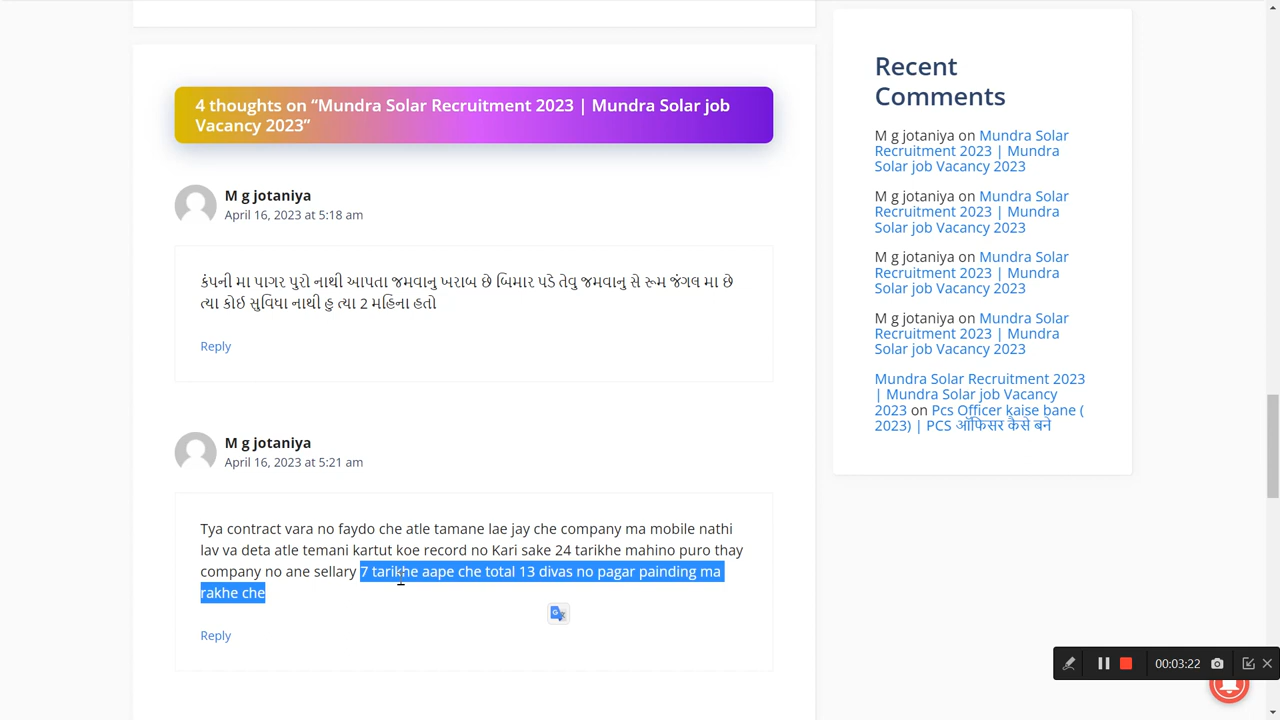 4 thoughts on “Mundra Solar Recruitment 2023 | Mundra Solar job
Vacancy 2023”
M g jotaniya
April 16, 2023 at 5:18 am
કંપની મા પાગર પુરો નાથી આપતા જમવાનુ ખરાબ છે બિમાર પડે તેવુ જમવાનુ સે રૂમ જંગલ મા છે
ત્યા કોઈ સુવિધા નાથી હુ ત્યા 2 મહિના હતો
Reply
M g jotaniya
April 16, 2023 at 5:21 am
Tya contract vara no faydo che atle tamane lae jay che company ma mobile nathi
lav va deta atle temani kartut koe record no Kari sake 24 tarikhe mahino puro thay
company no ane sellary 7 tarikhe aape che total 13 divas no pagar painding ma
rakhe che
Reply
Recent
Comments
M g jotaniya on Mundra Solar
Recruitment 2023 | Mundra
Solar job Vacancy 2023
M g jotaniya on Mundra Solar
Recruitment 2023 | Mundra
Solar job Vacancy 2023
M g jotaniya on Mundra Solar
Recruitment 2023 | Mundra
Solar job Vacancy 2023
M g jotaniya on Mundra Solar
Recruitment 2023 | Mundra
Solar job Vacancy 2023
Mundra Solar Recruitment 2023
| Mundra Solar job Vacancy
2023 on Pcs Officer kaise bane (
2023) | PCS ऑफिसर कैसे बने
00:03:22